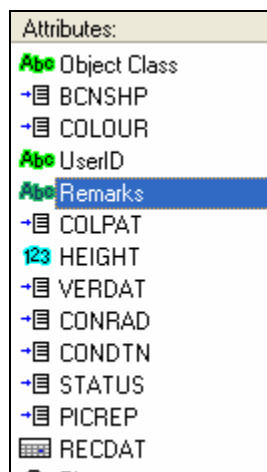 Attributes:
Abc Object Class
BCNSHP
COLOUR
Abc UserID
Abc Remarks
COLPAT
123 HEIGHT
VERDAT
CONRAD
CONDTN
STATUS
PICREP
RECDAT